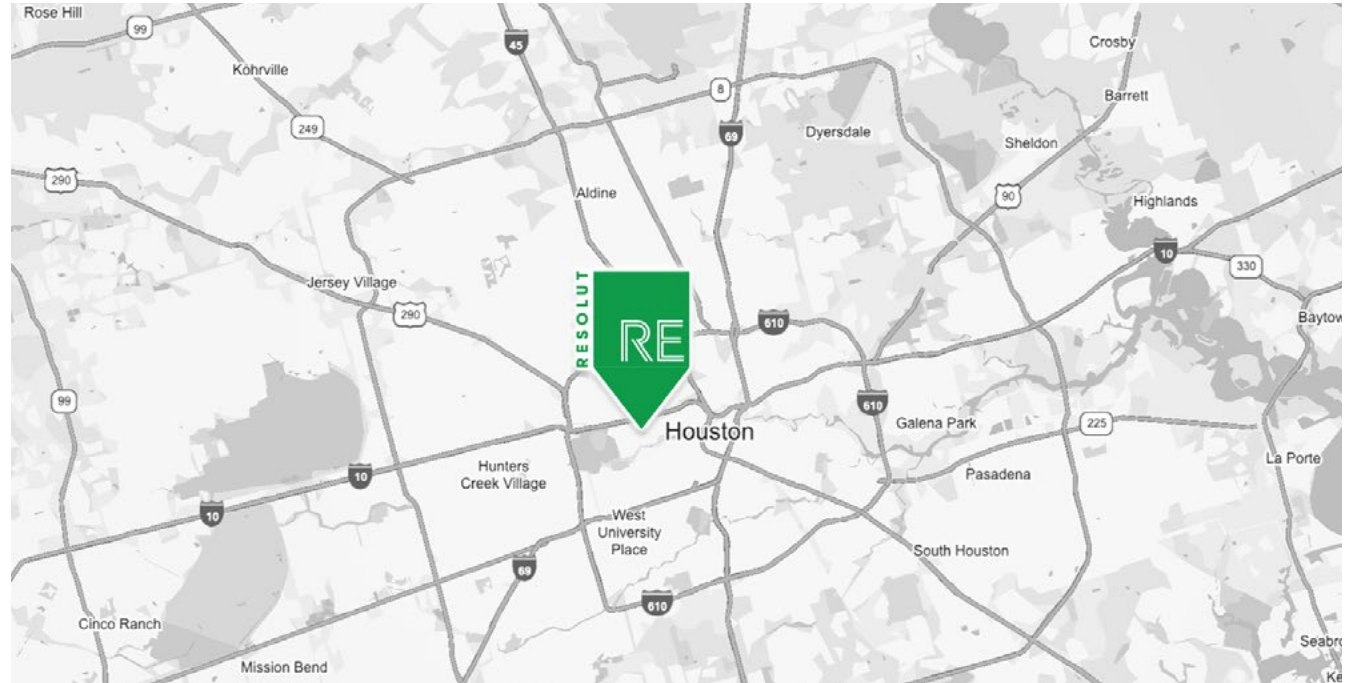 Rose Hill
99
45
Crosby
Kohrville
8
Barrett
249
69
Dyersdale
Sheldon
290
90
Aldine
Highlands
10
330
Jersey Village
RESOLUT
290
RE
610
Baytow
99
610
Galena Park
225
Houston
La Porte
10
Hunters
Creek Village
Pasadena
10
West
University
Place
South Houston
69
610
Cinco Ranch
Seabro
Mission Bend
Ke